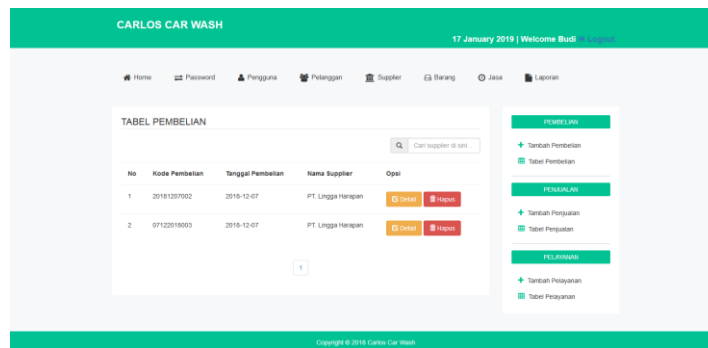 CARLOS CAR WASH
17 January 2019 | Welcome Budi Logout
Home Password Pengguna Pelanggan Supplier Barang Jasa Laporan
TABEL PEMBELIAN
Cari supplier di sini ...
No Kode Pembelian Tanggal Pembelian Nama Supplier Opsi
1 20181207002 2018-12-07 PT. Lingga Harapan Detail Hapus
2 07122018003 2018-12-07 PT. Lingga Harapan Detail Hapus
1
PEMBELIAN
Tambah Pembelian
Tabel Pembelian
PENJUALAN
Tambah Penjualan
Tabel Penjualan
PELAYANAN
Tambah Pelayanan
Tabel Pelayanan
Copyright © 2018 Carlos Car Wash